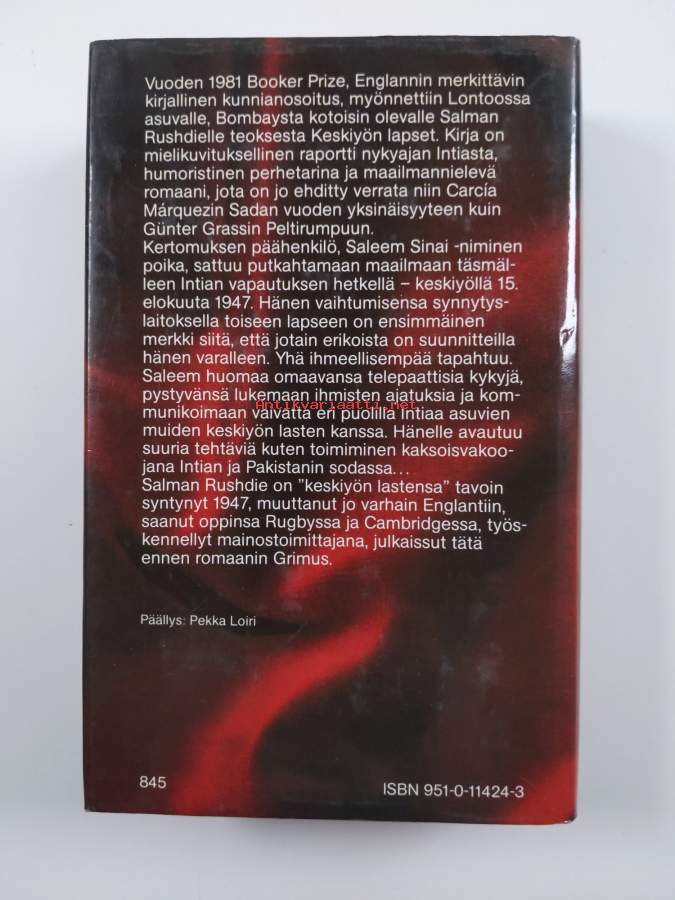 Vuoden 1981 Booker Prize, Englannin merkittävin
kirjallinen kunnianosoitus, myönnettiin Lontoossa
asuvalle, Bombaysta kotoisin olevalle Salman
Rushdielle teoksesta Keskiyön lapset. Kirja on
mielikuvituksellinen raportti nykyajan Intiasta,
humoristinen perhetarina ja maailmannielevä
romaani, jota on jo ehditty verrata niin Carcía
Márquezin Sadan vuoden yksinäisyyteen kuin
Günter Grassin Peltirumpuun.
Kertomuksen päähenkilö, Saleem Sinai -niminen
poika, sattuu putkahtamaan maailmaan täsmäl-
leen Intian vapautuksen hetkellä – keskiyöllä 15.
elokuuta 1947. Hänen vaihtumisensa synnytys-
laitoksella toiseen lapseen on ensimmäinen
merkki siitä, että jotain erikoista on suunnitteilla
hänen varalleen. Yhä ihmeellisempää tapahtuu.
Saleem huomaa omaavansa telepaattisia kykyjä,
pystyvänsä lukemaan ihmisten ajatuksia ja kom-
Antikvariaatti.net
munikoimaan vaivatta eri puolilla Intiaa asuvien
muiden keskiyön lasten kanssa. Hänelle avautuu
suuria tehtäviä kuten toimiminen kaksoisvakoo-
jana Intian ja Pakistanin sodassa...
Salman Rushdie on "keskiyön lastensa" tavoin
syntynyt 1947, muuttanut jo varhain Englantiin,
saanut oppinsa Rugbyssa ja Cambridgessa, työs-
kennellyt mainostoimittajana, julkaissut tätä
ennen romaanin Grimus.
Päällys: Pekka Loiri
845
ISBN 951-0-11424-3